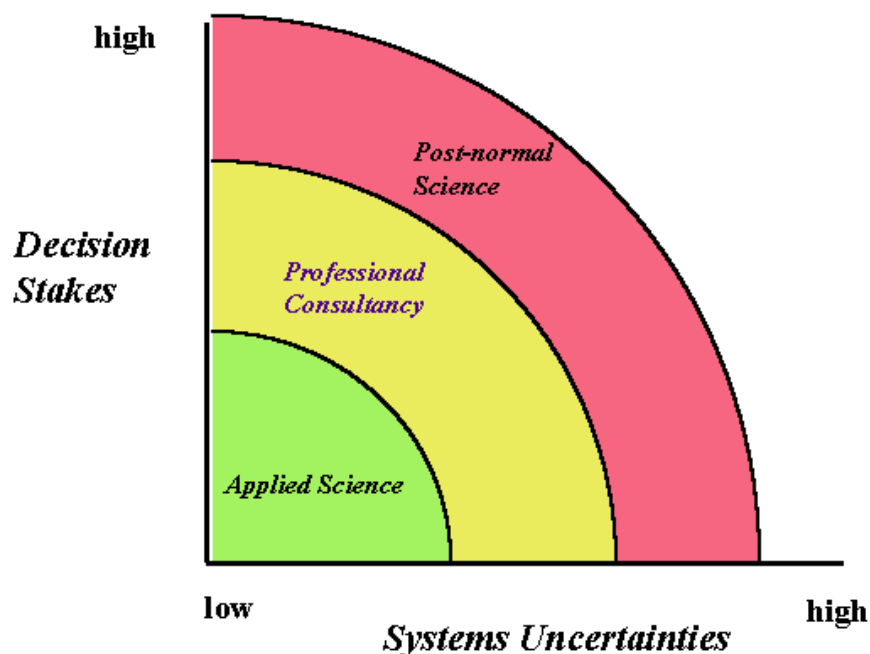 high
Post-normal
Science
Decision
Stakes
Professional
Consultancy
Applied Science
low
high
Systems Uncertainties